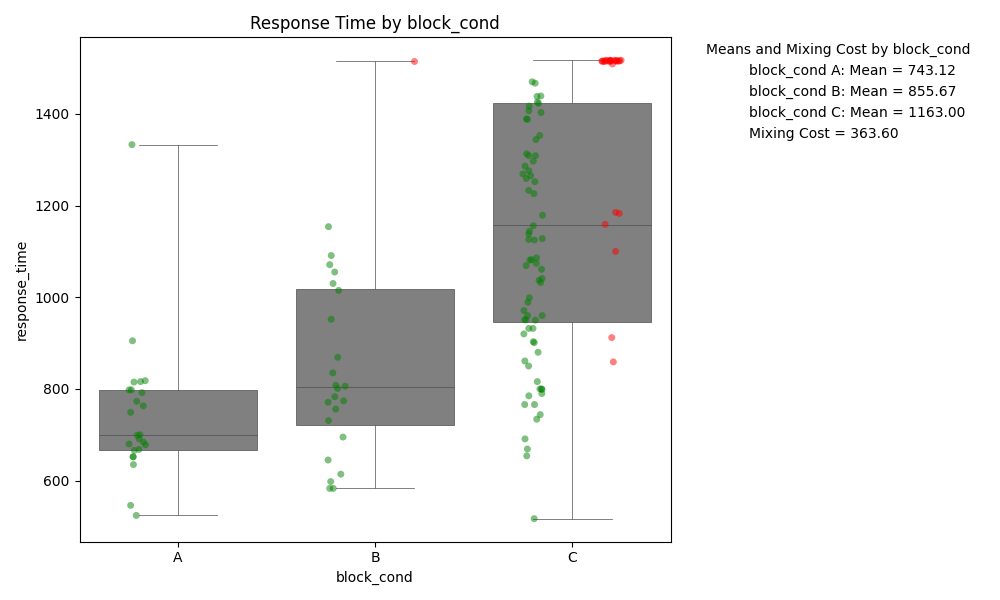 Response Time by block_cond
Means and Mixing Cost by block_cond
block_cond A: Mean = 743.12
block_cond B: Mean = 855.67
block_cond C: Mean = 1163.00
Mixing Cost = 363.60
response_time
1400
1200
1000
800
600
A B C
block_cond